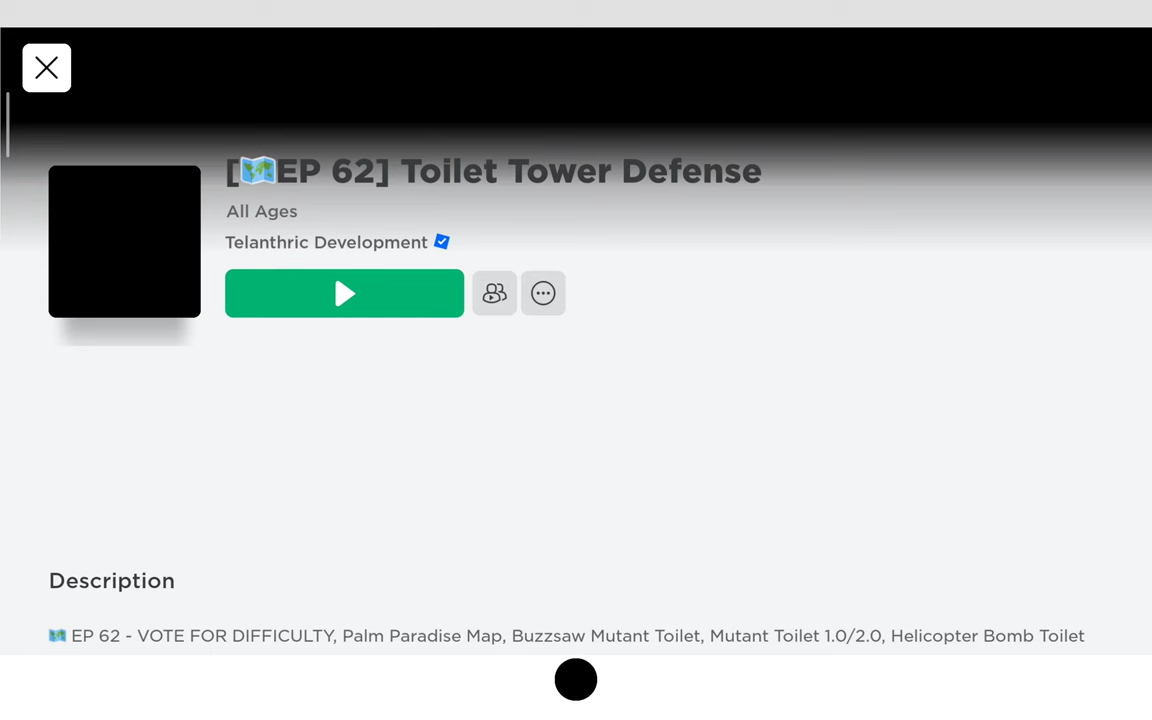 [🗺️EP 62] Toilet Tower Defense
All Ages
Telanthric Development
Description
🗺️ EP 62 - VOTE FOR DIFFICULTY, Palm Paradise Map, Buzzsaw Mutant Toilet, Mutant Toilet 1.0/2.0, Helicopter Bomb Toilet